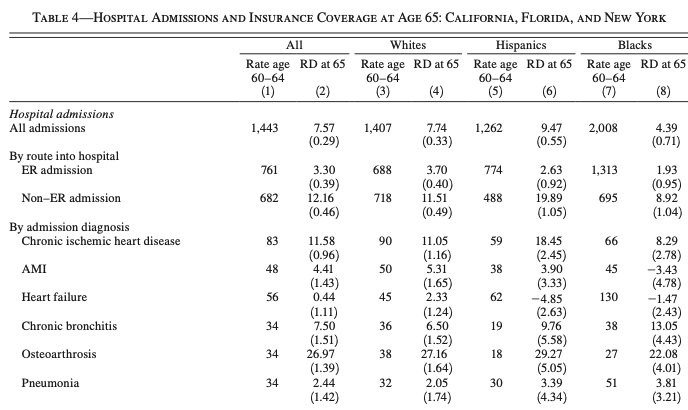 TABLE 4—HOSPITAL ADMISSIONS AND INSURANCE COVERAGE AT AGE 65: CALIFORNIA, FLORIDA, AND NEW YORK
All Whites Hispanics Blacks
Rate age RD at 65 Rate age RD at 65 Rate age RD at 65 Rate age RD at 65
60–64 60–64 60–64 60–64
(1) (2) (3) (4) (5) (6) (7) (8)
Hospital admissions
All admissions 1,443 7.57 1,407 7.74 1,262 9.47 2,008 4.39
(0.29) (0.33) (0.55) (0.71)
By route into hospital
ER admission 761 3.30 688 3.70 774 2.63 1,313 1.93
(0.39) (0.40) (0.92) (0.95)
Non–ER admission 682 12.16 718 11.51 488 19.89 695 8.92
(0.46) (0.49) (1.05) (1.04)
By admission diagnosis
Chronic ischemic heart disease 83 11.58 90 11.05 59 18.45 66 8.29
(0.96) (1.16) (2.45) (2.78)
AMI 48 4.41 50 5.31 38 3.90 45 −3.43
(1.43) (1.65) (3.33) (4.78)
Heart failure 56 0.44 45 2.33 62 −4.85 130 −1.47
(1.11) (1.24) (2.63) (2.43)
Chronic bronchitis 34 7.50 36 6.50 19 9.76 38 13.05
(1.51) (1.52) (5.58) (4.43)
Osteoarthrosis 34 26.97 38 27.16 18 29.27 27 22.08
(1.39) (1.64) (5.05) (4.01)
Pneumonia 34 2.44 32 2.05 30 3.39 51 3.81
(1.42) (1.74) (4.34) (3.21)